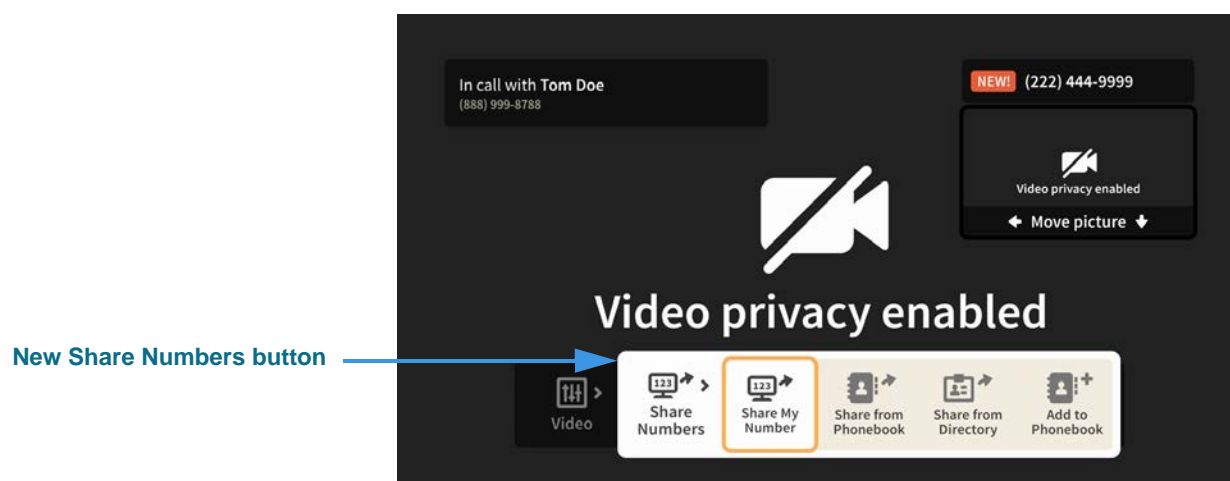 In call with Tom Doe
(888) 999-8788
NEW! (222) 444-9999
Video privacy enabled
Move picture
Video privacy enabled
New Share Numbers button
Video
123
Share
Numbers
123
Share My
Number
Share from
Phonebook
Share from
Directory
Add to
Phonebook